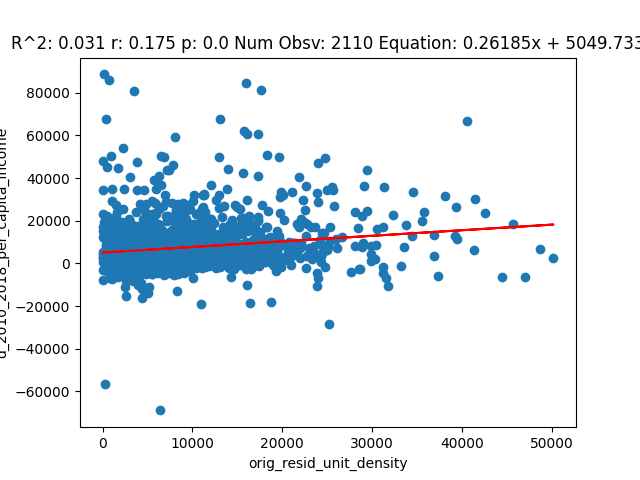 R^2: 0.031 r: 0.175 p: 0.0 Num Obsv: 2110 Equation: 0.26185x + 5049.733
80000
60000
40000
20000
0
−20000
−40000
−60000
d_2010_2018_per_capita_income
0 10000 20000 30000 40000 50000
orig_resid_unit_density